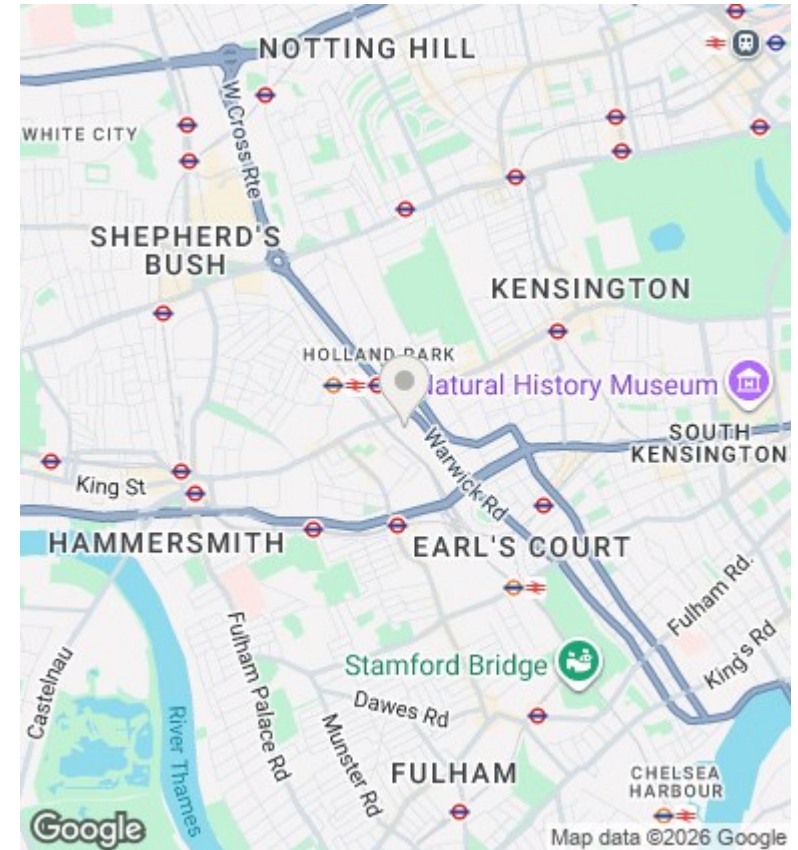 NOTTING HILL
WHITE CITY
W Cross Rte
SHEPHERD'S
BUSH
KENSINGTON
HOLLAND PARK
Natural History Museum
SOUTH
KENSINGTON
Warwick Rd
King St
HAMMERSMITH
EARL'S COURT
Fulham Rd.
King's Rd
Stamford Bridge
Castelnau
River Thames
Fulham Palace Rd
Dawes Rd
Munster Rd
FULHAM
CHELSEA
HARBOUR
Google
Map data ©2026 Google